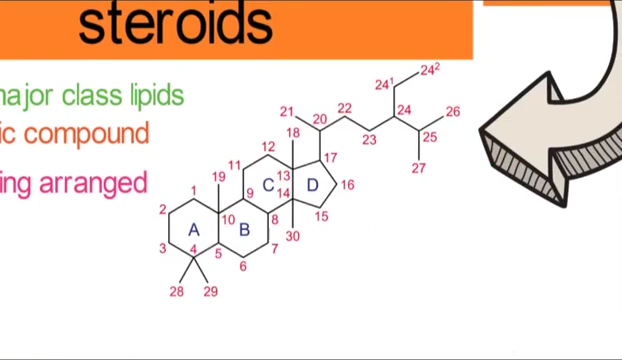 steroids
major class lipids
ic compound
ing arranged
24² 
24¹
21 22 24 26
20 23 25
18 27
12 17
11 13 16
19 C D
1 9 14 15
2 10 8
A B 30
3 4 5 7
6
28 29